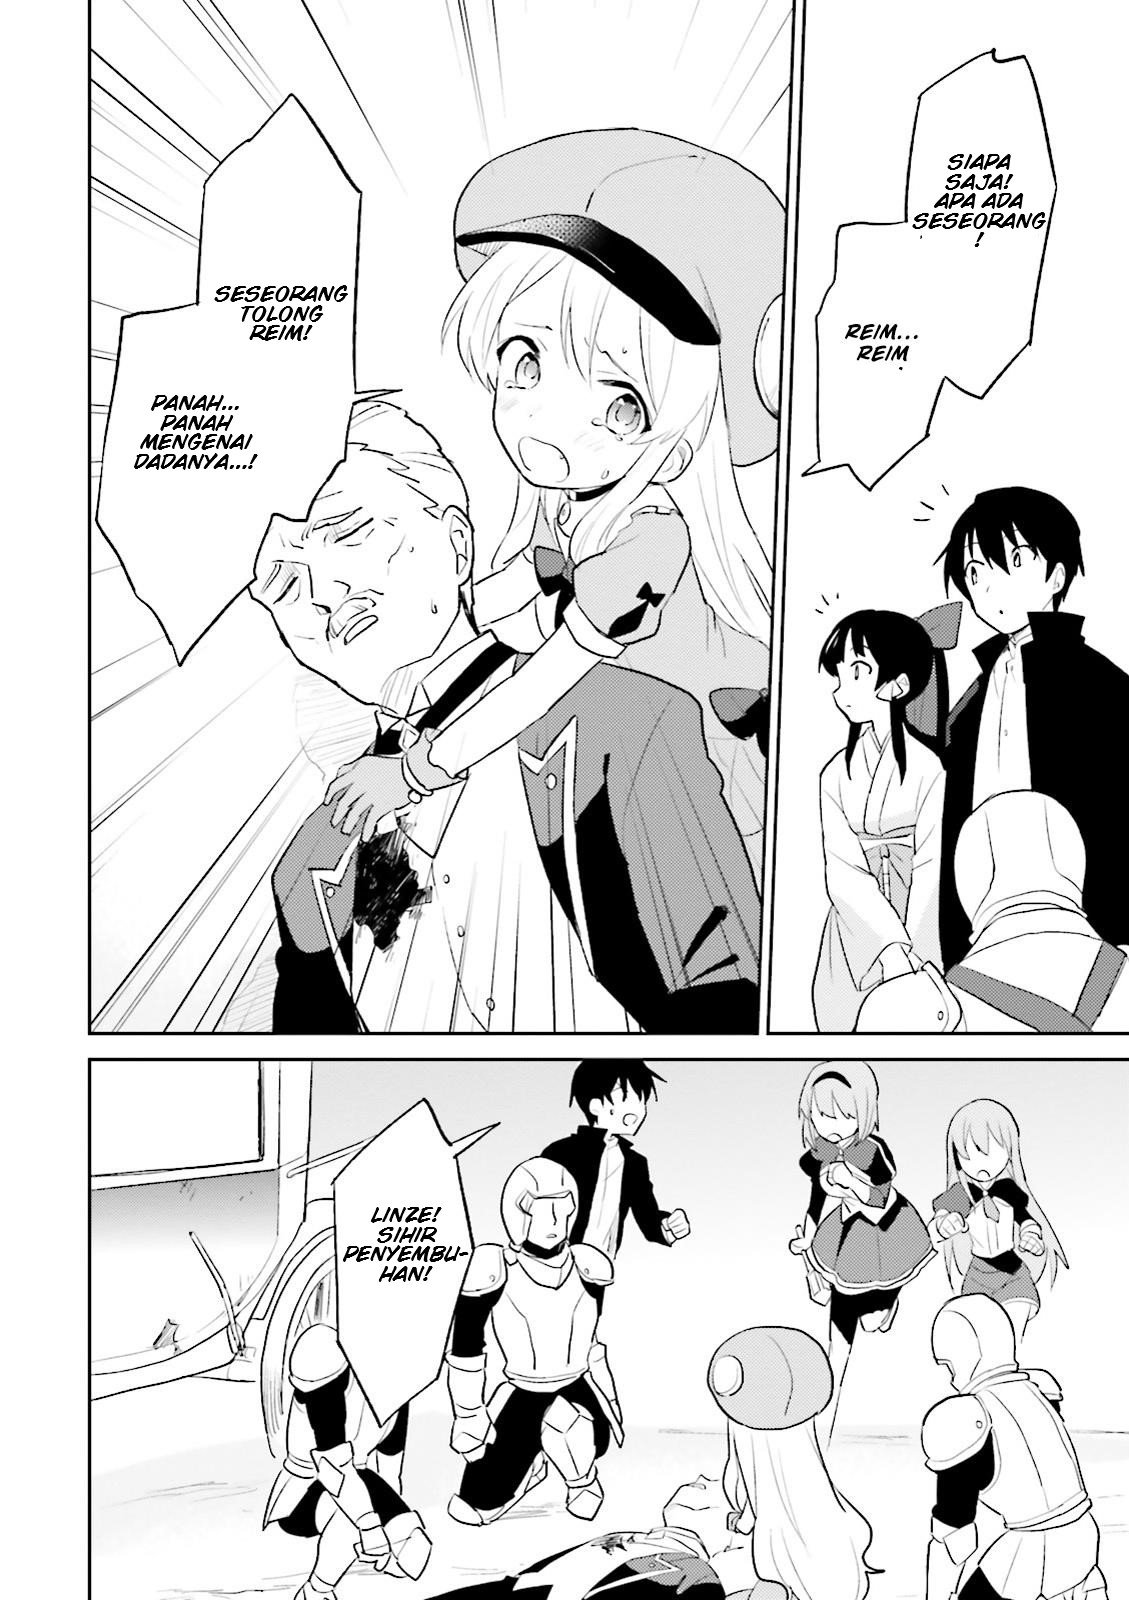 SIAPA
SAJA!
APA ADA
SESEORANG
!
REIM...
REIM
SESEORANG
TOLONG
REIM!
PANAH...
PANAH
MENGENAI
DADANYA...!
LINZE!
SIHIR
PENYEMBU-
HAN!